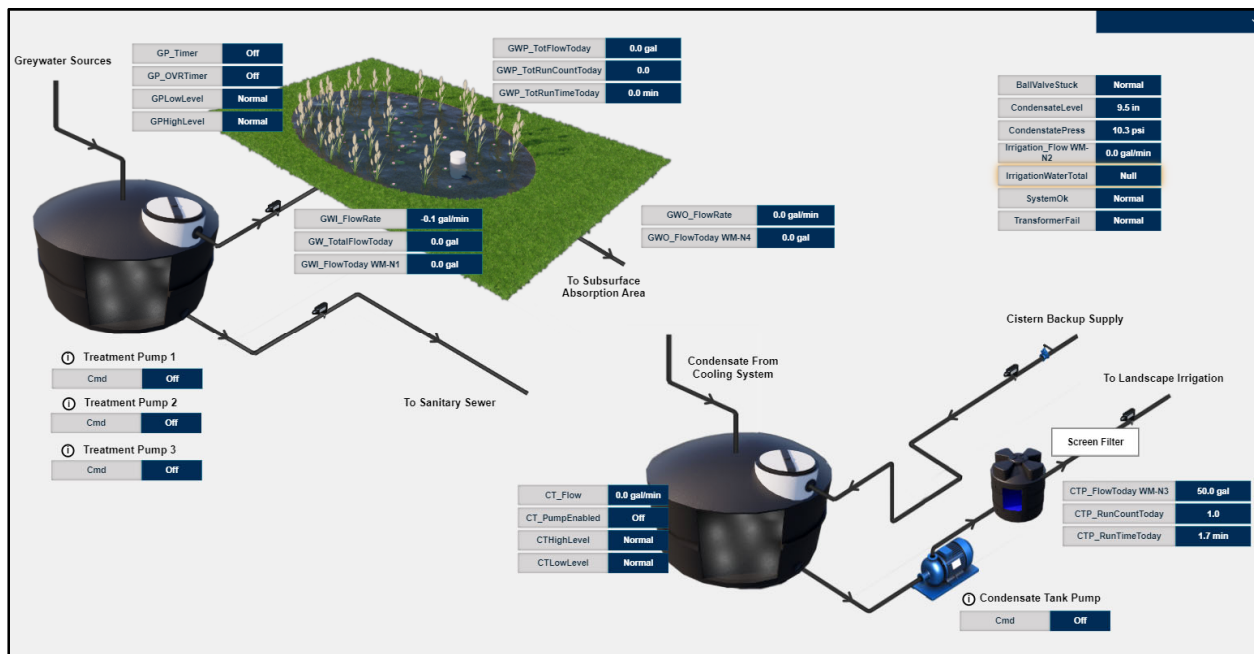 Greywater Sources
GP_Timer Off
GP_OVRTimer Off
GPLowLevel Normal
GPHighLevel Normal
GWP_TotFlowToday 0.0 gal
GWP_TotRunCountToday 0.0
GWP_TotRunTimeToday 0.0 min
BallValveStuck Normal
CondensateLevel 9.5 in
CondenstatePress 10.3 psi
Irrigation_Flow WM-
N2 0.0 gal/min
IrrigationWaterTotal Null
SystemOk Normal
TransformerFail Normal
GWI_FlowRate -0.1 gal/min
GW_TotalFlowToday 0.0 gal
GWI_FlowToday WM-N1 0.0 gal
GWO_FlowRate 0.0 gal/min
GWO_FlowToday WM-N4 0.0 gal
To Subsurface
Absorption Area
Treatment Pump 1
Cmd Off
Treatment Pump 2
Cmd Off
Treatment Pump 3
Cmd Off
To Sanitary Sewer
Condensate From
Cooling System
Cistern Backup Supply
To Landscape Irrigation
Screen Filter
CT_Flow 0.0 gal/min
CT_PumpEnabled Off
CTHighLevel Normal
CTLowLevel Normal
CTP_FlowToday WM-N3 50.0 gal
CTP_RunCountToday 1.0
CTP_RunTimeToday 1.7 min
Condensate Tank Pump
Cmd Off